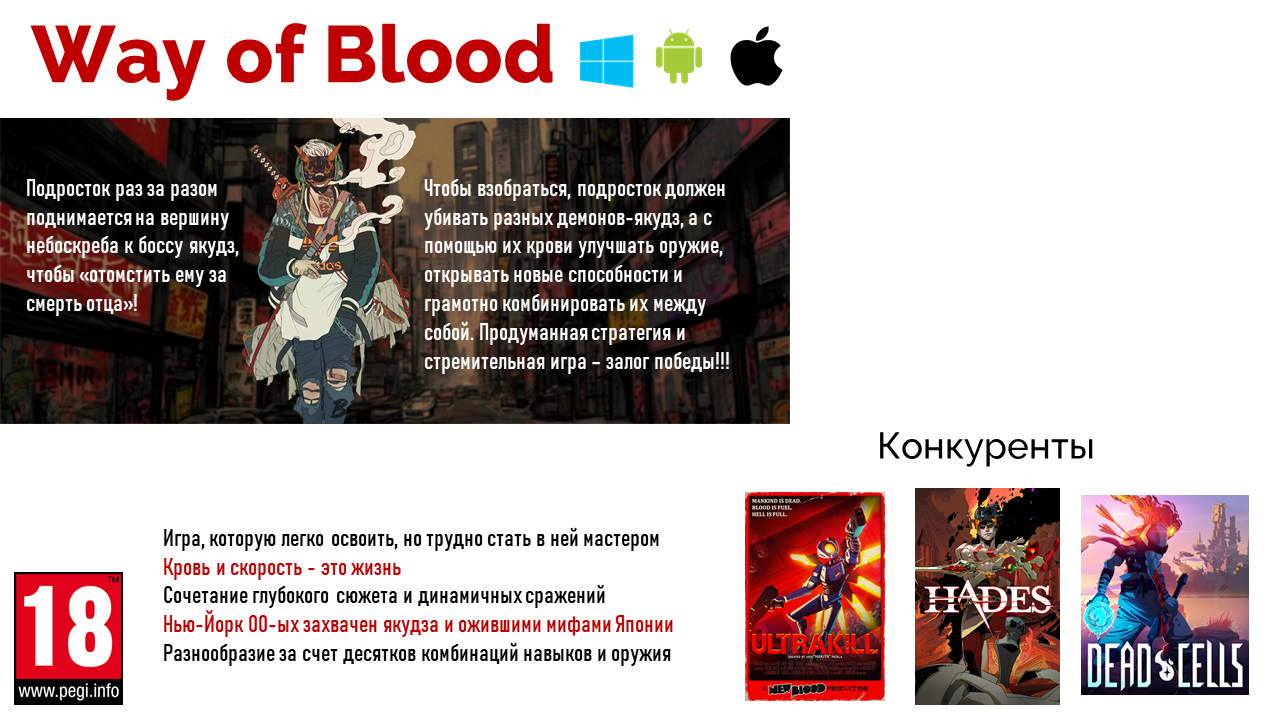 Way of Blood
Подросток раз за разом
поднимается на вершину
небоскреба к боссу якудз,
чтобы «отомстить ему за
смерть отца»!
Чтобы взобраться, подросток должен
убивать разных демонов-якудз, а с
помощью их крови улучшать оружие,
открывать новые способности и
грамотно комбинировать их между
собой. Продуманная стратегия и
стремительная игра – залог победы!!!
Конкуренты
MANKIND IS DEAD.
BLOOD IS FUEL.
HELL IS FULL.
ULTRAKILL
A NEW BLOOD PRODUCTION
HADES
DEAD CELLS
Игра, которую легко освоить, но трудно стать в ней мастером
Кровь и скорость - это жизнь
Сочетание глубокого сюжета и динамичных сражений
Нью-Йорк 00-ых захвачен якудза и ожившими мифами Японии
Разнообразие за счет десятков комбинаций навыков и оружия
18
TM
www.pegi.info